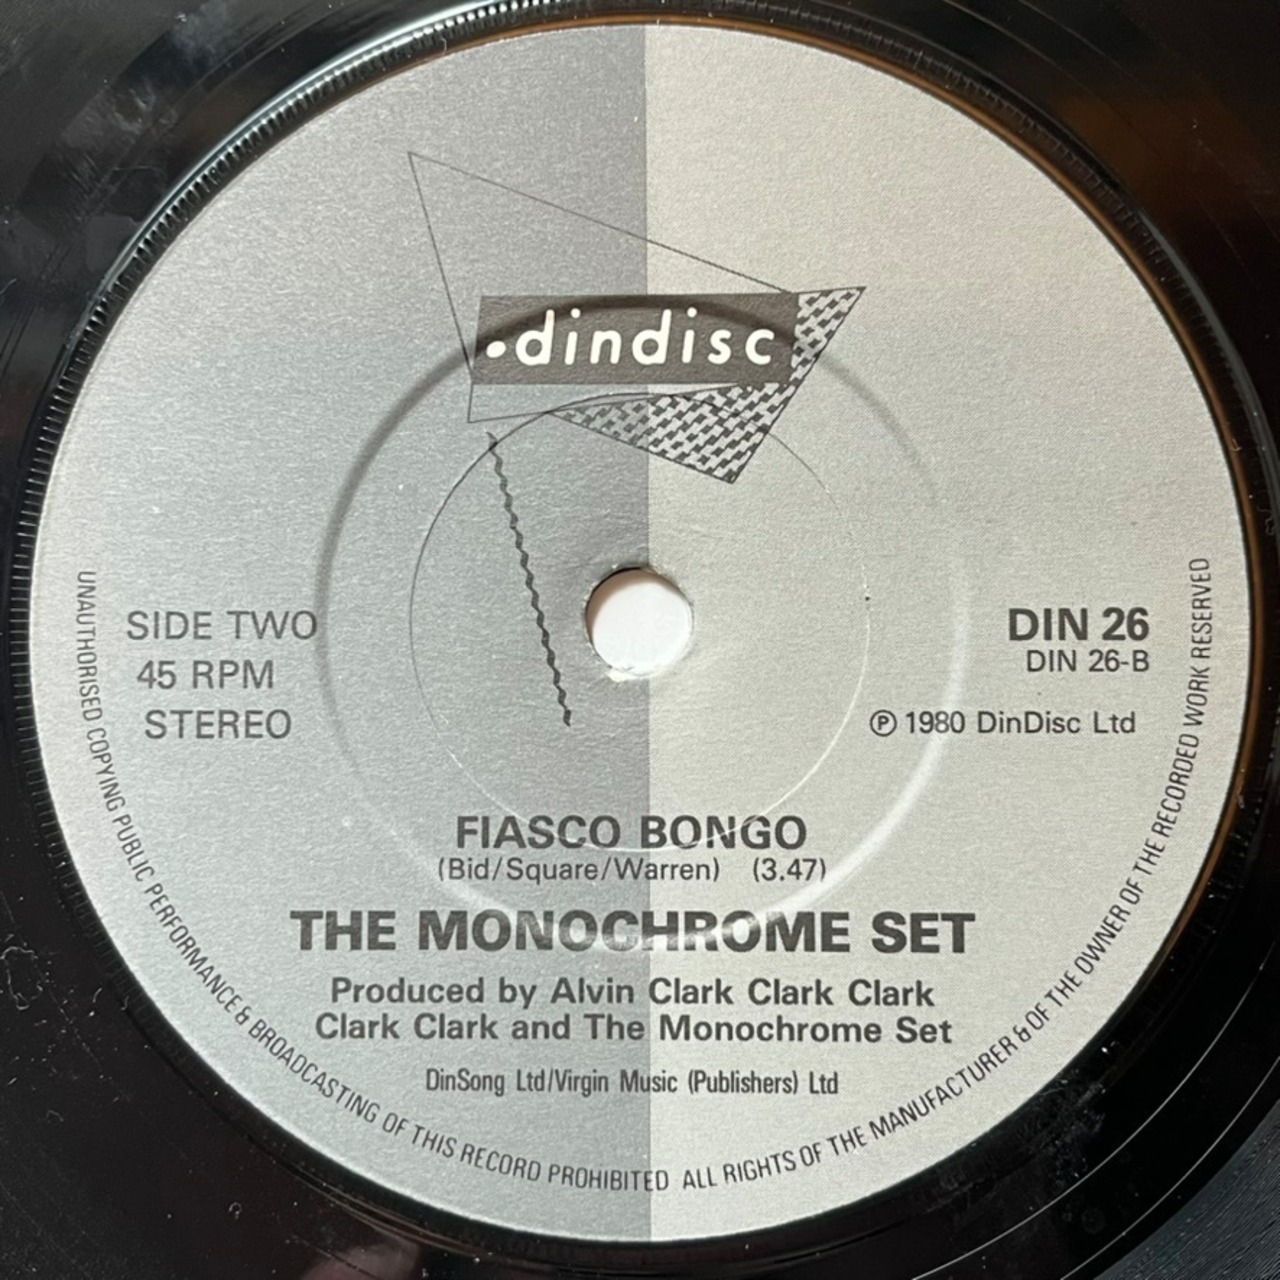 .dindisc
SIDE TWO
45 RPM
STEREO
DIN 26
DIN 26-B
℗ 1980 DinDisc Ltd
FIASCO BONGO
(Bid/Square/Warren) (3.47)
THE MONOCHROME SET
Produced by Alvin Clark Clark Clark
Clark Clark and The Monochrome Set
DinSong Ltd/Virgin Music (Publishers) Ltd
UNAUTHORISED COPYING PUBLIC PERFORMANCE & BROADCASTING OF THIS RECORD PROHIBITED ALL RIGHTS OF THE MANUFACTURER & OF THE OWNER OF THE RECORDED WORK RESERVED